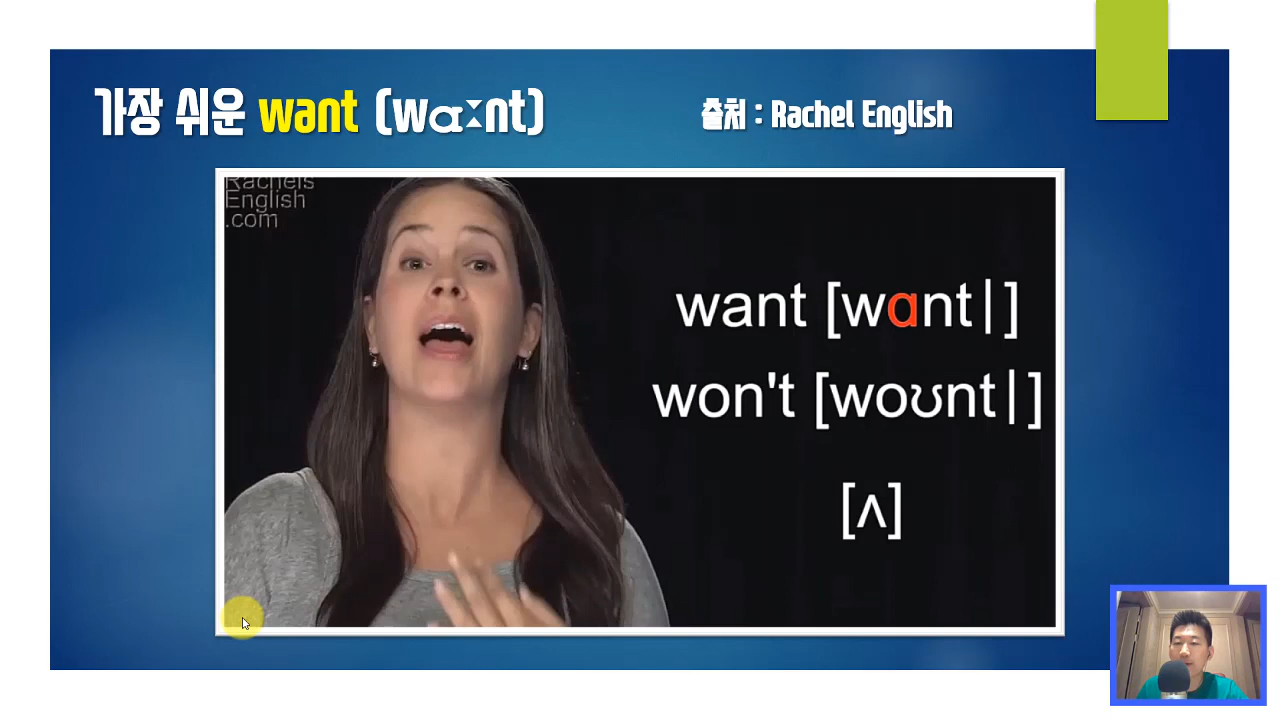 가장 쉬운 want (wɑːnt)
출처 : Rachel English
Rachels
English
.com
want [wɑnt|]
won't [woʊnt|]
[ʌ]